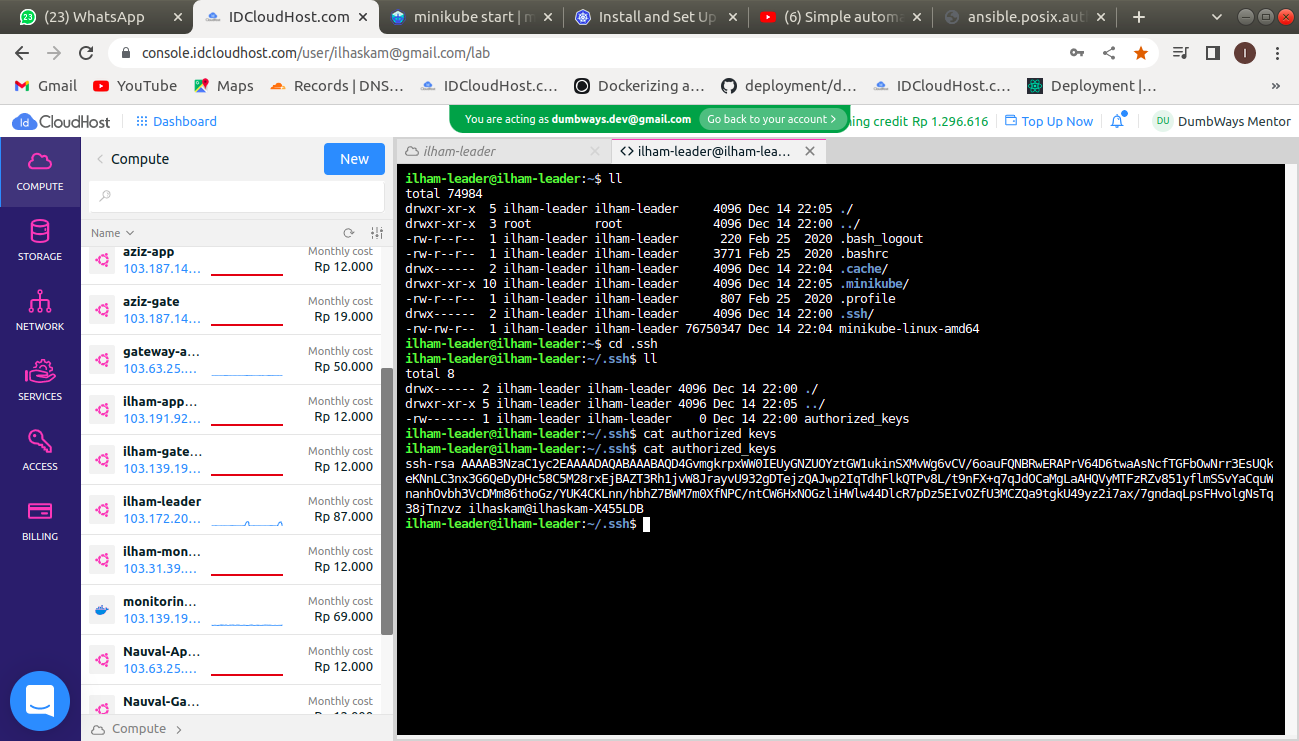 (23) WhatsApp
IDCloudHost.com
minikube start | m
Install and Set Up
(6) Simple automa
ansible.posix.aut
console.idcloudhost.com/user/ilhaskam@gmail.com/lab
I
Gmail
YouTube
Maps
Records | DNS...
IDCloudHost.c...
Dockerizing a...
deployment/d...
IDCloudHost.c...
Deployment |...
»
Id CloudHost
Dashboard
You are acting as dumbways.dev@gmail.com
Go back to your account >
ning credit Rp 1.296.616
Top Up Now
DU
DumbWays Mentor
COMPUTE
STORAGE
NETWORK
SERVICES
ACCESS
BILLING
< Compute
New
Name
aziz-app
103.187.14...
Monthly cost
Rp 12.000
aziz-gate
103.187.14...
Monthly cost
Rp 19.000
gateway-a...
103.63.25....
Monthly cost
Rp 50.000
ilham-app...
103.191.92...
Monthly cost
Rp 12.000
ilham-gate...
103.139.19...
Monthly cost
Rp 12.000
ilham-leader
103.172.20...
Monthly cost
Rp 87.000
ilham-mon...
103.31.39....
Monthly cost
Rp 12.000
monitorin...
103.139.19...
Monthly cost
Rp 69.000
Nauval-Ap...
103.63.25....
Monthly cost
Rp 12.000
Nauval-Ga...
Monthly cost
Compute >
ilham-leader
<> ilham-leader@ilham-lea...
ilham-leader@ilham-leader:~$ ll
total 74984
drwxr-xr-x  5 ilham-leader ilham-leader     4096 Dec 14 22:05 ./
drwxr-xr-x  3 root         root             4096 Dec 14 22:00 ../
-rw-r--r--  1 ilham-leader ilham-leader      220 Feb 25  2020 .bash_logout
-rw-r--r--  1 ilham-leader ilham-leader     3771 Feb 25  2020 .bashrc
drwx------  2 ilham-leader ilham-leader     4096 Dec 14 22:04 .cache/
drwxr-xr-x 10 ilham-leader ilham-leader     4096 Dec 14 22:05 .minikube/
-rw-r--r--  1 ilham-leader ilham-leader      807 Feb 25  2020 .profile
drwx------  2 ilham-leader ilham-leader     4096 Dec 14 22:00 .ssh/
-rw-rw-r--  1 ilham-leader ilham-leader 76750347 Dec 14 22:04 minikube-linux-amd64
ilham-leader@ilham-leader:~$ cd .ssh
ilham-leader@ilham-leader:~/.ssh$ ll
total 8
drwx------ 2 ilham-leader ilham-leader 4096 Dec 14 22:00 ./
drwxr-xr-x 5 ilham-leader ilham-leader 4096 Dec 14 22:05 ../
-rw------- 1 ilham-leader ilham-leader    0 Dec 14 22:00 authorized_keys
ilham-leader@ilham-leader:~/.ssh$ cat authorized_keys
ilham-leader@ilham-leader:~/.ssh$ cat authorized_keys
ssh-rsa AAAAB3NzaC1yc2EAAAADAQABAAABAQD4GvmgkrpxWW0IEUyGNZUOYztGW1ukinSXMvWg6vCV/6oauFQNBRwERAPrV64D6twaAsNcfTGFbOwNrr3EsUQk
eKNnLC3nx3G6QeDyDHc58C5M28rxEjBAZT3Rh1jvW8JrayvU932gDTejzQAJwp2IqTdhFlkQTPv8L/t9nFX+q7qJdOCaMgLaAHQVyMTFzRZv851yflmSSvYaCquW
nanhOvbh3VcDMm86thoGz/YUK4CKLnn/hbhZ7BWM7m0XfNPC/ntCW6HxNOGzliHWlw44DlcR7pDz5EIvOZfU3MCZQa9tgkU49yz2i7ax/7gndaqLpsFHvolgNsTq
38jTnzvz ilhaskam@ilhaskam-X455LDB
ilham-leader@ilham-leader:~/.ssh$